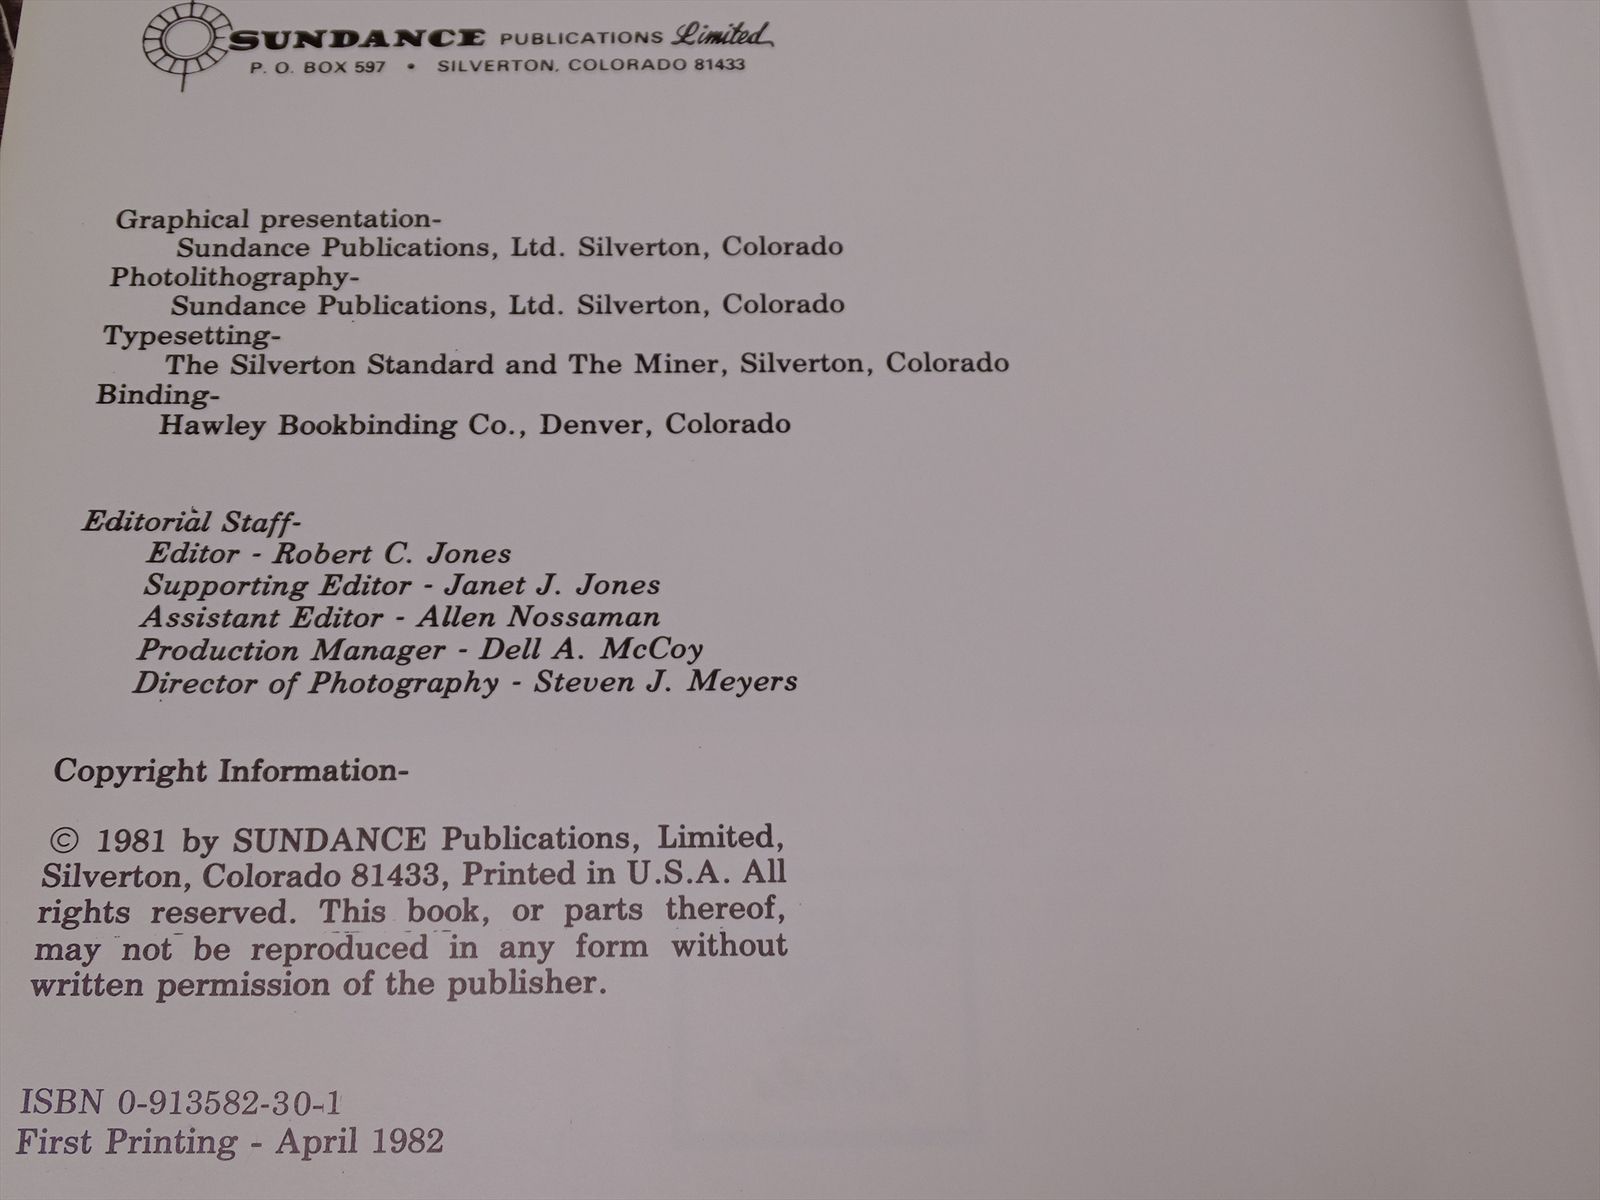 SUNDANCE PUBLICATIONS Limited
P. O. BOX 597 • SILVERTON, COLORADO 81433
Graphical presentation-
Sundance Publications, Ltd. Silverton, Colorado
Photolithography-
Sundance Publications, Ltd. Silverton, Colorado
Typesetting-
The Silverton Standard and The Miner, Silverton, Colorado
Binding-
Hawley Bookbinding Co., Denver, Colorado
Editorial Staff-
Editor - Robert C. Jones
Supporting Editor - Janet J. Jones
Assistant Editor - Allen Nossaman
Production Manager - Dell A. McCoy
Director of Photography - Steven J. Meyers
Copyright Information-
© 1981 by SUNDANCE Publications, Limited,
Silverton, Colorado 81433, Printed in U.S.A. All
rights reserved. This book, or parts thereof,
may not be reproduced in any form without
written permission of the publisher.
ISBN 0-913582-30-1
First Printing - April 1982